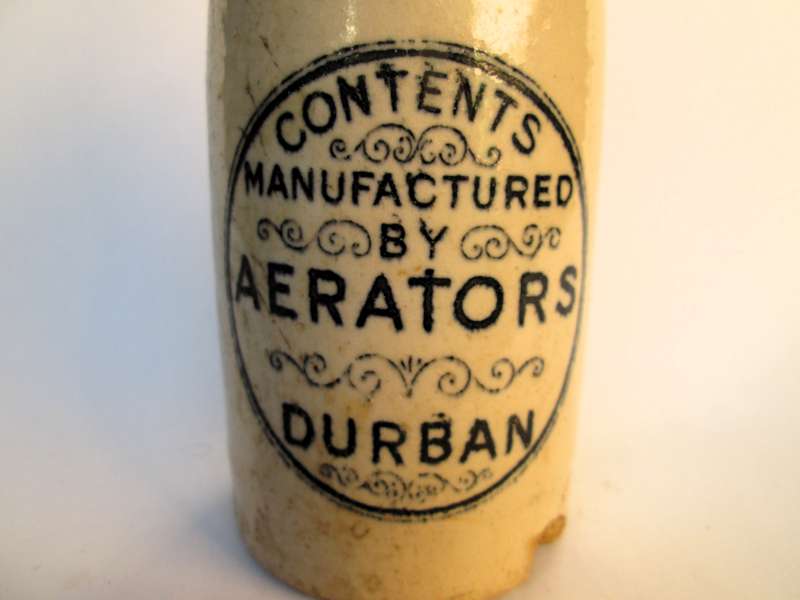 CONTENTS
MANUFACTURED
BY
AERATORS
DURBAN